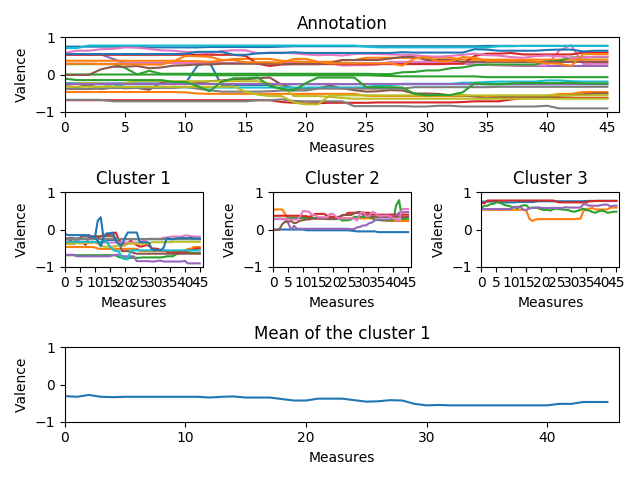 Annotation
Valence
1
0
−1
0 5 10 15 20 25 30 35 40 45
Measures
Cluster 1
Cluster 2
Cluster 3
Valence
1
0
−1
0 5 1015202530354045
Measures
Valence
1
0
−1
0 5 1015202530354045
Measures
Valence
1
0
−1
0 5 1015202530354045
Measures
Mean of the cluster 1
Valence
1
0
−1
0 10 20 30 40
Measures